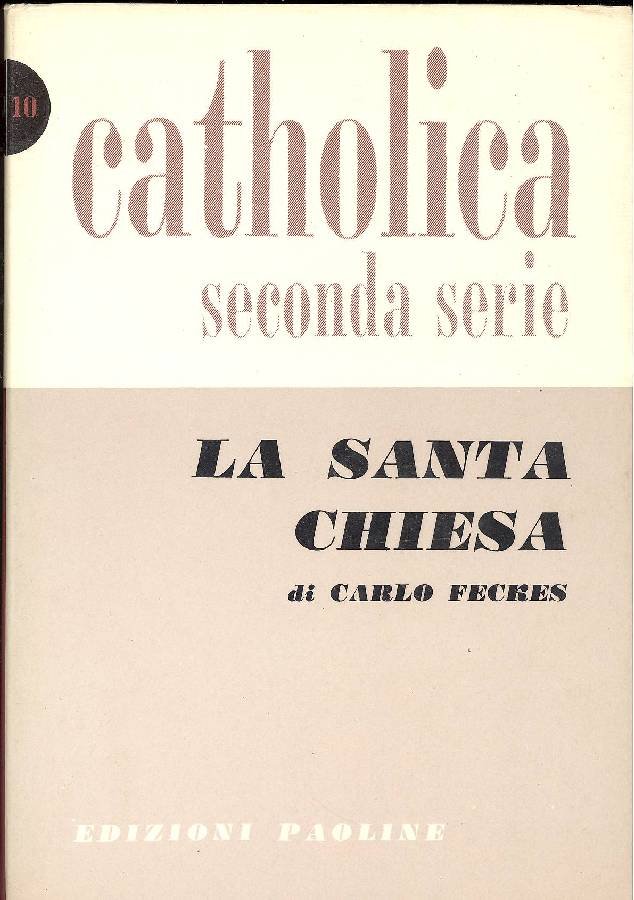 10
catholica
seconda serie
LA SANTA
CHIESA
di CARLO FECKES
EDIZIONI PAOLINE